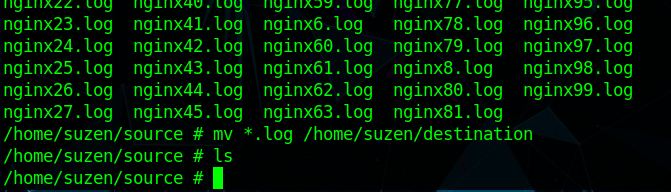 nginx22.log nginx40.log nginx59.log nginx77.log nginx95.log
nginx23.log nginx41.log nginx6.log nginx78.log nginx96.log
nginx24.log nginx42.log nginx60.log nginx79.log nginx97.log
nginx25.log nginx43.log nginx61.log nginx8.log nginx98.log
nginx26.log nginx44.log nginx62.log nginx80.log nginx99.log
nginx27.log nginx45.log nginx63.log nginx81.log
/home/suzen/source # mv *.log /home/suzen/destination
/home/suzen/source # ls
/home/suzen/source #